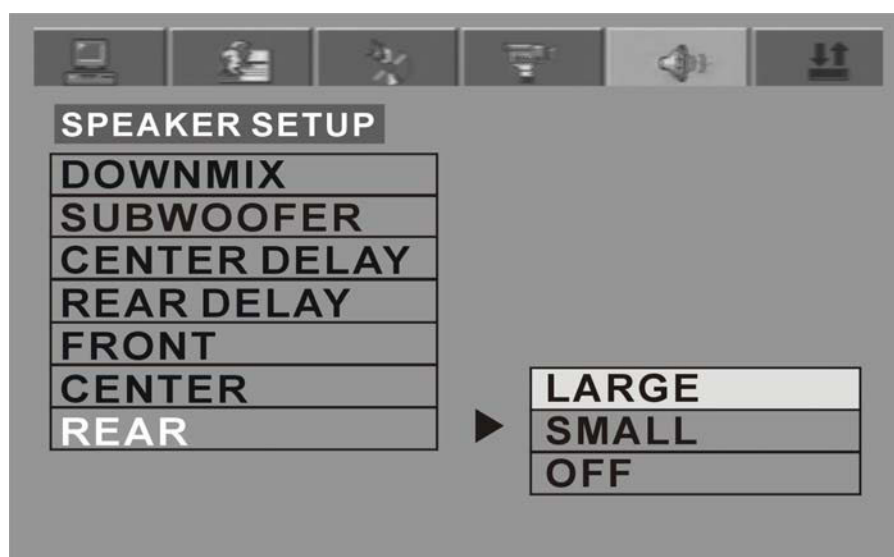 SPEAKER SETUP
DOWNMIX
SUBWOOFER
CENTER DELAY
REAR DELAY
FRONT
CENTER
REAR
LARGE
SMALL
OFF